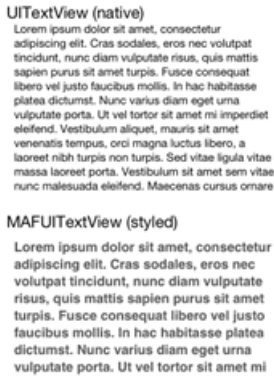 UITextView (native)
Lorem ipsum dolor sit amet, consectetur
adipiscing elit. Cras sodales, eros nec volutpat
tincidunt, nunc diam vulputate risus, quis mattis
sapien purus sit amet turpis. Fusce consequat
libero vel justo faucibus mollis. In hac habitasse
platea dictumst. Nunc varius diam eget urna
vulputate porta. Ut vel tortor sit amet mi imperdiet
eleifend. Vestibulum aliquet, mauris sit amet
venenatis tempus, orci magna luctus libero, a
laoreet nibh turpis non turpis. Sed vitae ligula vitae
massa laoreet porta. Vestibulum sit amet sem vitae
nunc malesuada eleifend. Maecenas cursus ornare
MAFUITextView (styled)
Lorem ipsum dolor sit amet, consectetur
adipiscing elit. Cras sodales, eros nec
volutpat tincidunt, nunc diam vulputate
risus, quis mattis sapien purus sit amet
turpis. Fusce consequat libero vel justo
faucibus mollis. In hac habitasse platea
dictumst. Nunc varius diam eget urna
vulputate porta. Ut vel tortor sit amet mi